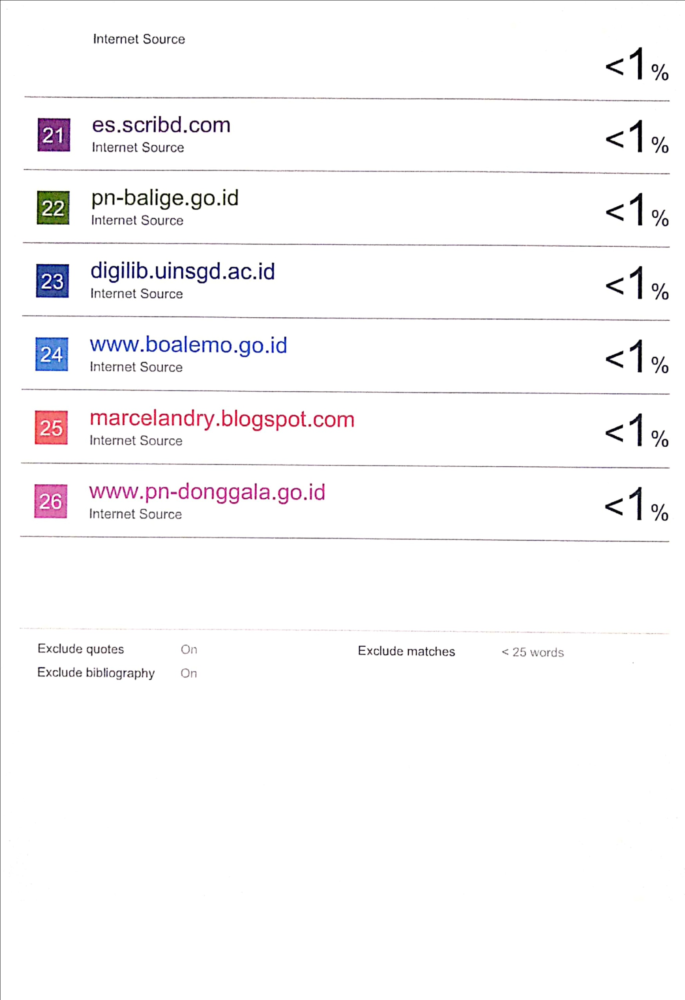 Internet Source
<1%
21 es.scribd.com
Internet Source
<1%
22 pn-balige.go.id
Internet Source
<1%
23 digilib.uinsgd.ac.id
Internet Source
<1%
24 www.boalemo.go.id
Internet Source
<1%
25 marcelandry.blogspot.com
Internet Source
<1%
26 www.pn-donggala.go.id
Internet Source
<1%
Exclude quotes On Exclude matches < 25 words
Exclude bibliography On